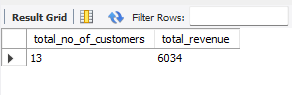 Result Grid Filter Rows:
total_no_of_customers total_revenue
13 6034